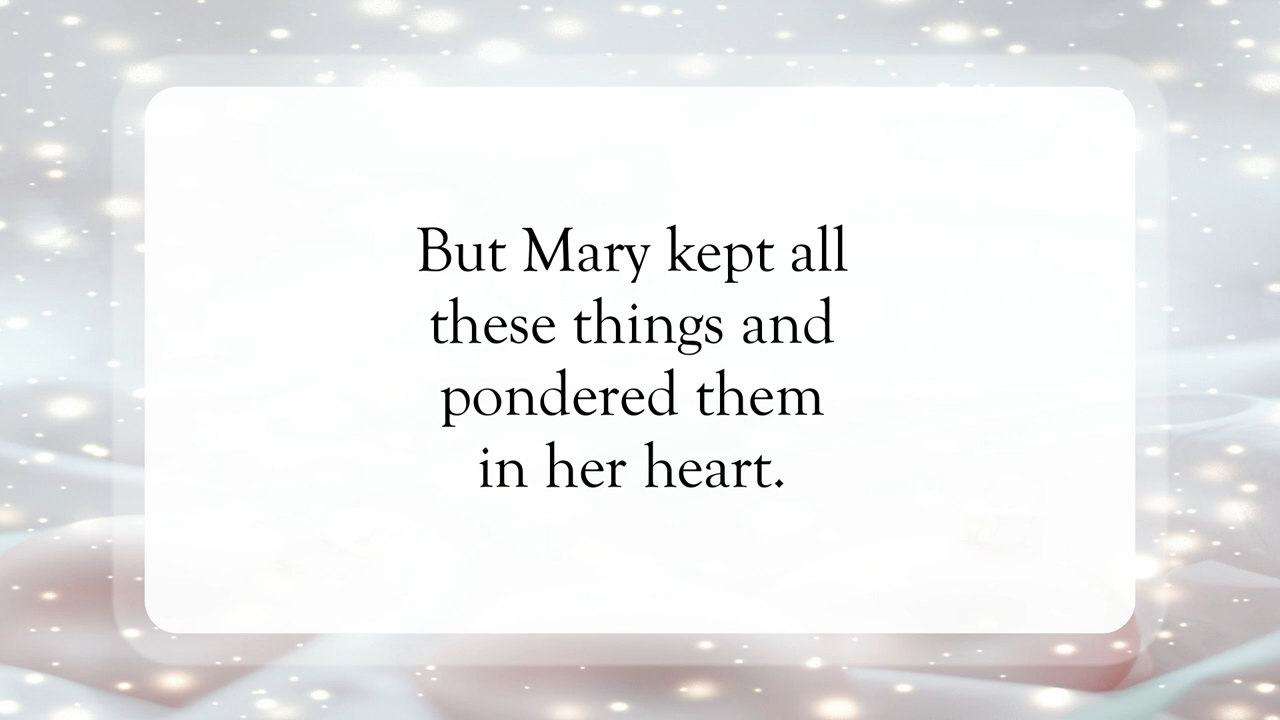 But Mary kept all
these things and
pondered them
in her heart.